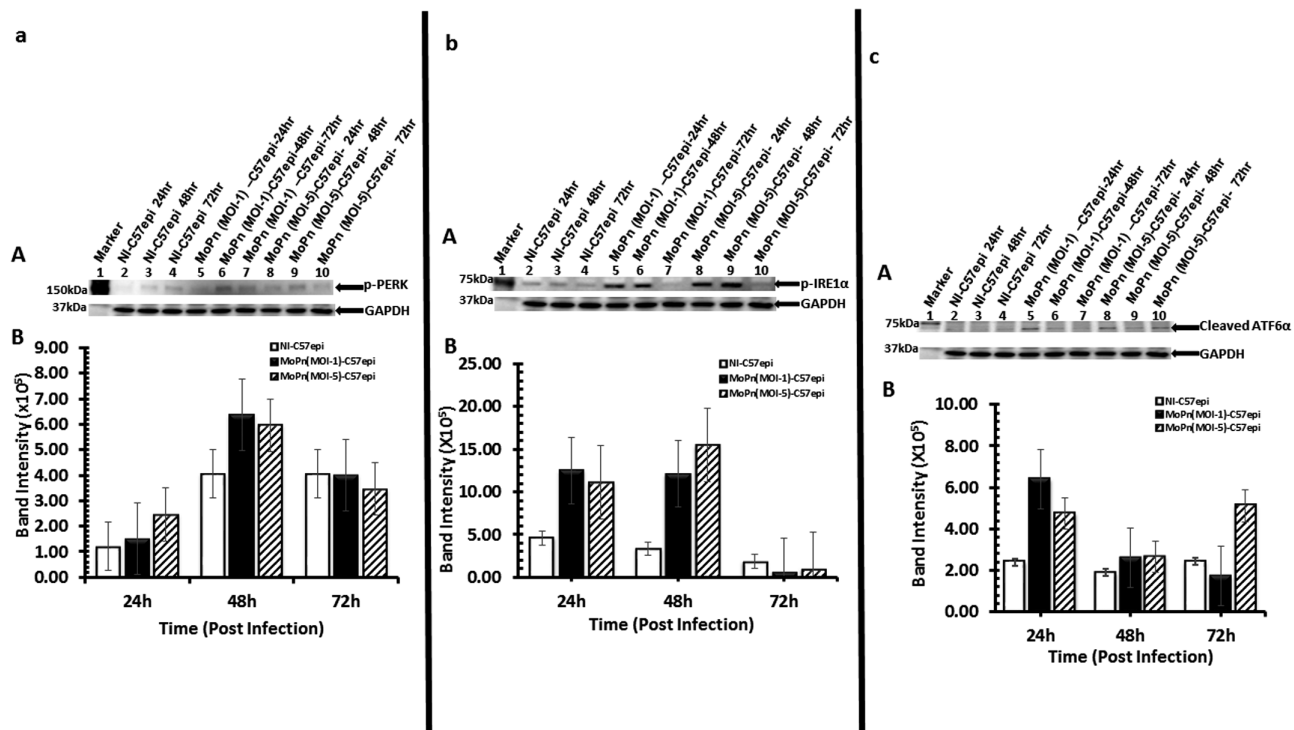 a
Marker
NI-C57epi 24hr
NI-C57epi 48hr
NI-C57epi 72hr
MoPn (MOI-1) –C57epi-24hr
MoPn (MOI-1)-C57epi-48hr
MoPn (MOI-1) –C57epi-72hr
MoPn (MOI-5)-C57epi- 24hr
MoPn (MOI-5)-C57epi- 48hr
MoPn (MOI-5)-C57epi- 72hr
A
1 2 3 4 5 6 7 8 9 10
150kDa
p-PERK
37kDa
GAPDH
B
NI-C57epi
MoPn(MOI-1)-C57epi
MoPn(MOI-5)-C57epi
Band Intensity (x10⁵)
9.00
8.00
7.00
6.00
5.00
4.00
3.00
2.00
1.00
0.00
24h 48h 72h
Time (Post Infection)
b
Marker
NI-C57epi 24hr
NI-C57epi 48hr
NI-C57epi 72hr
MoPn (MOI-1) –C57epi-24hr
MoPn (MOI-1)-C57epi-48hr
MoPn (MOI-1)-C57epi-72hr
MoPn (MOI-5)-C57epi- 24hr
MoPn (MOI-5)-C57epi- 48hr
MoPn (MOI-5)-C57epi- 72hr
A
1 2 3 4 5 6 7 8 9 10
75kDa
p-IRE1α
37kDa
GAPDH
B
NI-C57epi
MoPn(MOI-1)-C57epi
MoPn(MOI-5)-C57epi
Band Intensity (X10⁵)
25.00
20.00
15.00
10.00
5.00
0.00
24h 48h 72h
Time (Post Infection)
c
Marker
NI-C57epi 24hr
NI-C57epi 48hr
NI-C57epi 72hr
MoPn (MOI-1) –C57epi-24hr
MoPn (MOI-1)-C57epi-48hr
MoPn (MOI-1) –C57epi-72hr
MoPn (MOI-5)-C57epi- 24hr
MoPn (MOI-5)-C57epi- 48hr
MoPn (MOI-5)-C57epi- 72hr
A
1 2 3 4 5 6 7 8 9 10
75kDa
Cleaved ATF6α
37kDa
GAPDH
B
NI-C57epi
MoPn(MOI-1)-C57epi
MoPn(MOI-5)-C57epi
Band Intensity (X10⁵)
10.00
8.00
6.00
4.00
2.00
0.00
24h 48h 72h
Time (Post Infection)